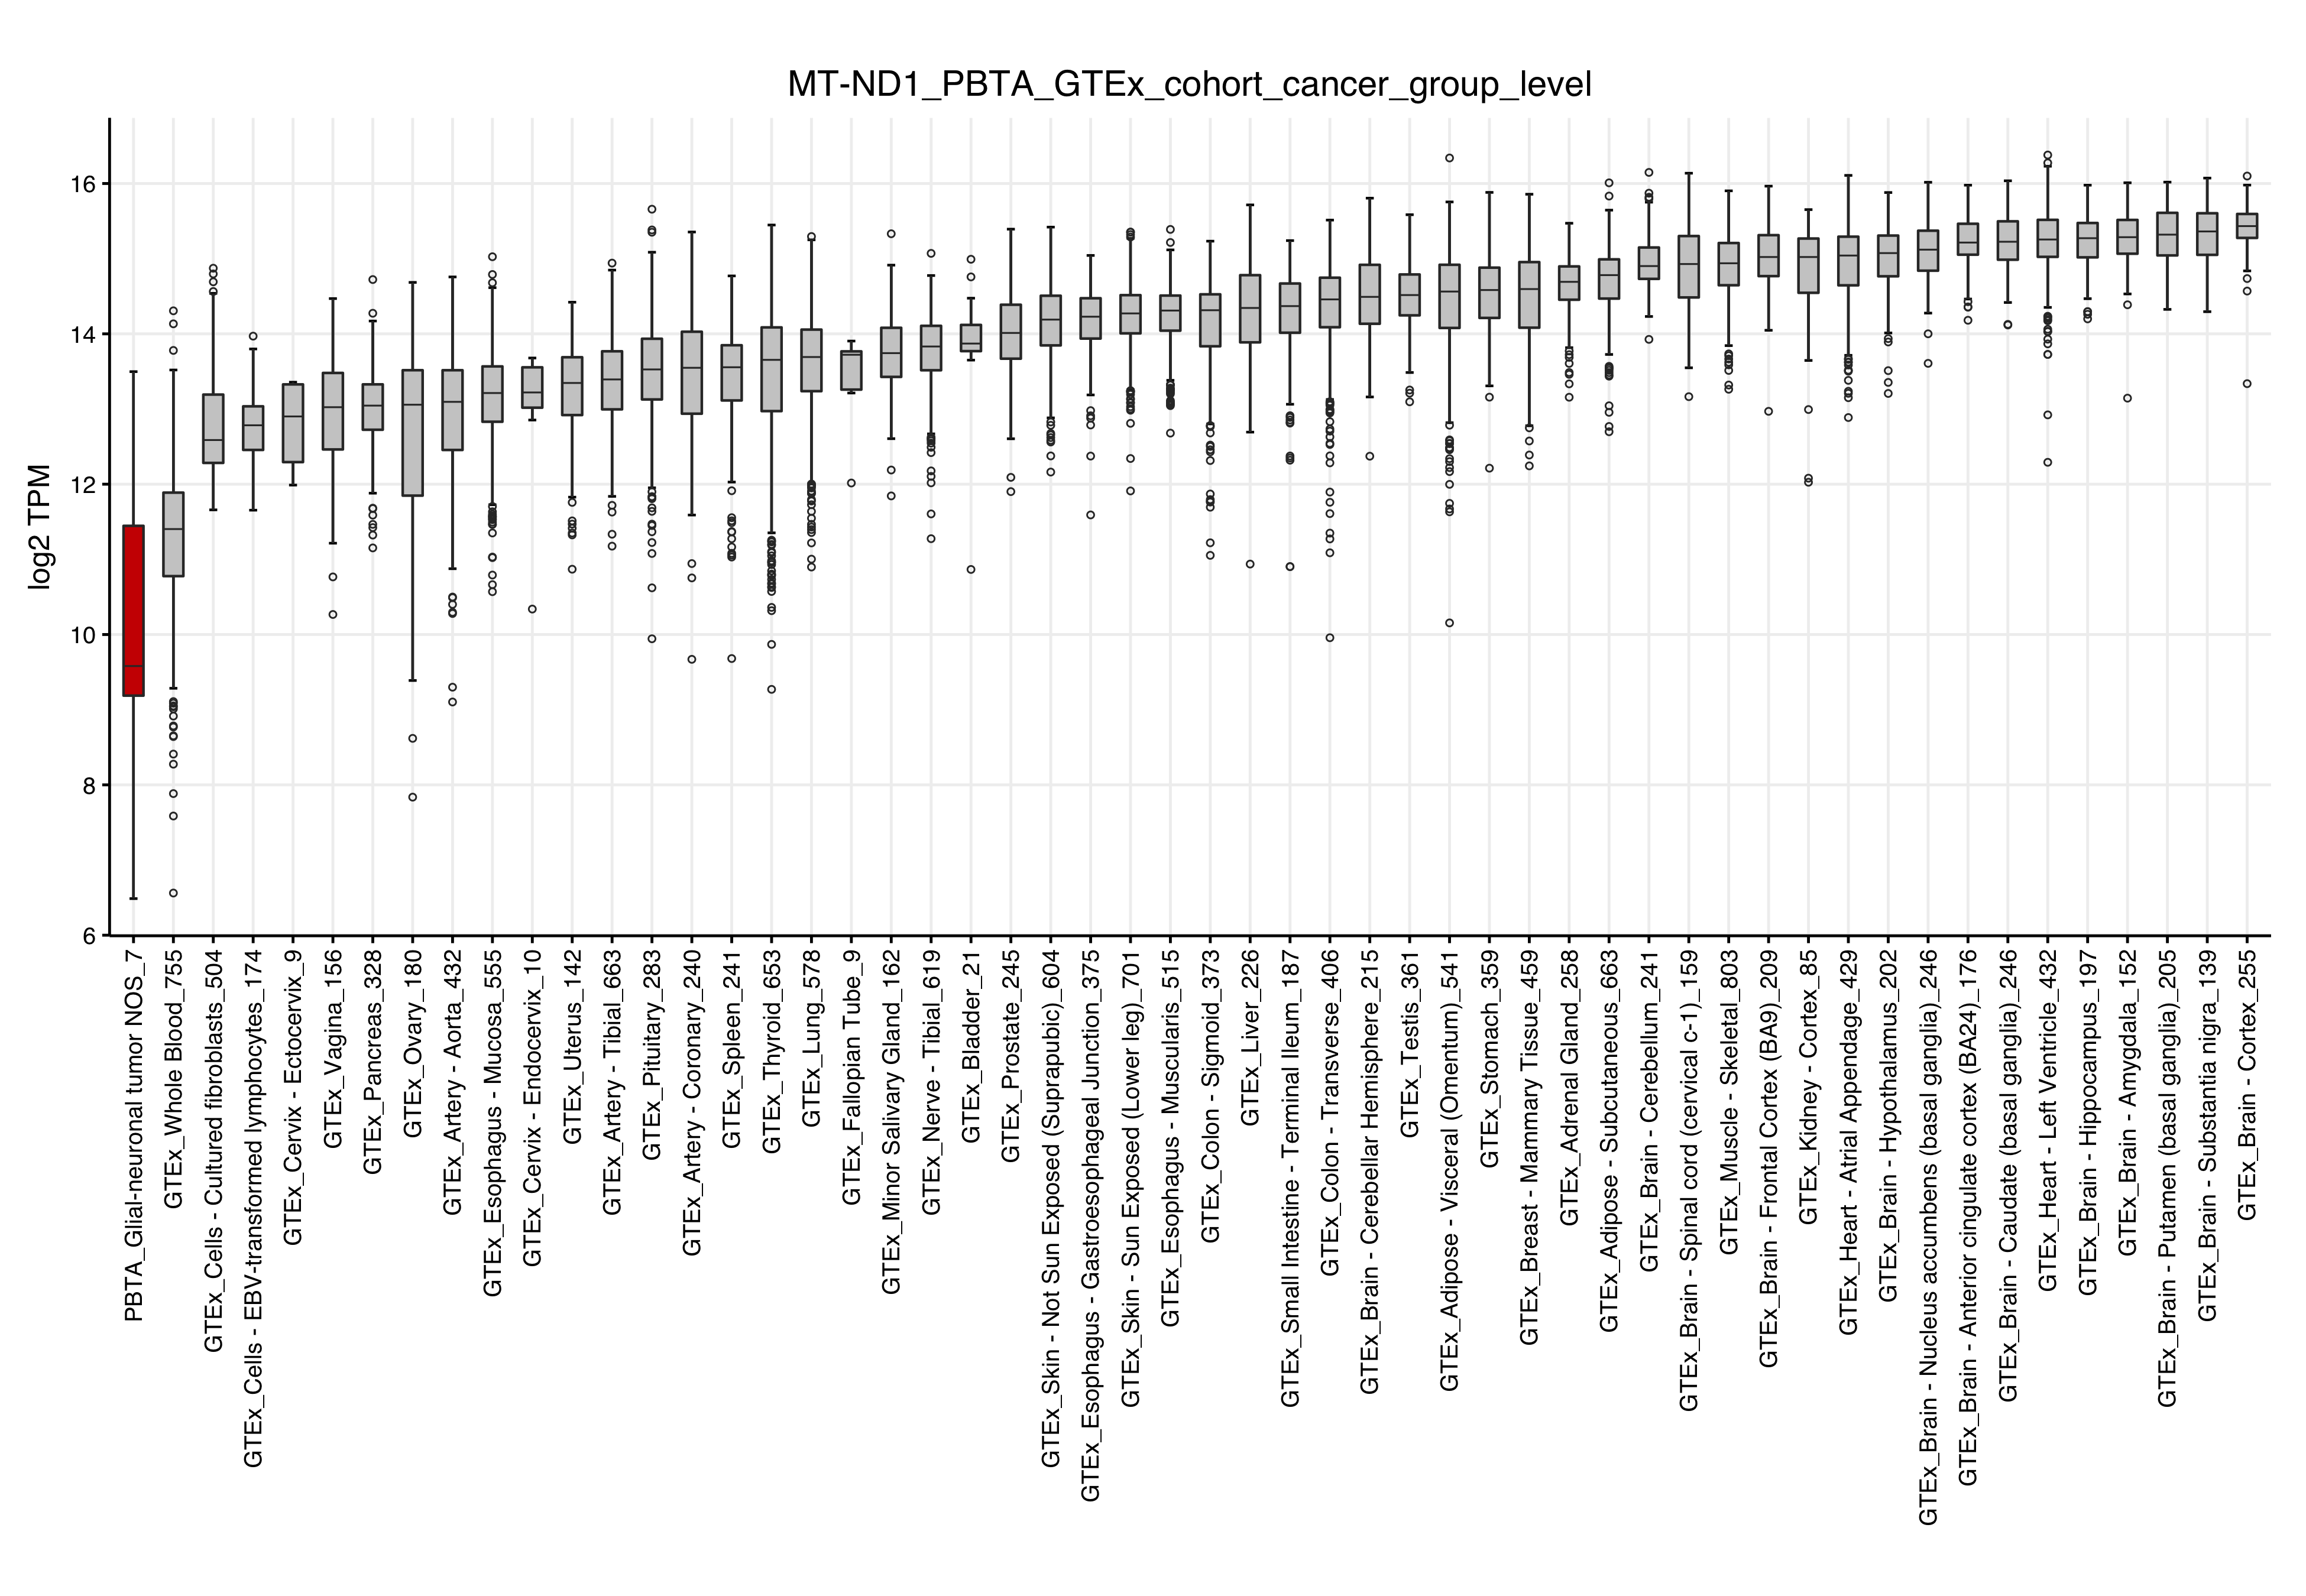 MT-ND1_PBTA_GTEx_cohort_cancer_group_level
log2 TPM
16
14
12
10
8
6
PBTA_Glial-neuronal tumor NOS_7
GTEx_Whole Blood_755
GTEx_Cells - Cultured fibroblasts_504
GTEx_Cells - EBV-transformed lymphocytes_174
GTEx_Cervix - Ectocervix_9
GTEx_Vagina_156
GTEx_Pancreas_328
GTEx_Ovary_180
GTEx_Artery - Aorta_432
GTEx_Esophagus - Mucosa_555
GTEx_Cervix - Endocervix_10
GTEx_Uterus_142
GTEx_Artery - Tibial_663
GTEx_Pituitary_283
GTEx_Artery - Coronary_240
GTEx_Spleen_241
GTEx_Thyroid_653
GTEx_Lung_578
GTEx_Fallopian Tube_9
GTEx_Minor Salivary Gland_162
GTEx_Nerve - Tibial_619
GTEx_Bladder_21
GTEx_Prostate_245
GTEx_Skin - Not Sun Exposed (Suprapubic)_604
GTEx_Esophagus - Gastroesophageal Junction_375
GTEx_Skin - Sun Exposed (Lower leg)_701
GTEx_Esophagus - Muscularis_515
GTEx_Colon - Sigmoid_373
GTEx_Liver_226
GTEx_Small Intestine - Terminal Ileum_187
GTEx_Colon - Transverse_406
GTEx_Brain - Cerebellar Hemisphere_215
GTEx_Testis_361
GTEx_Adipose - Visceral (Omentum)_541
GTEx_Stomach_359
GTEx_Breast - Mammary Tissue_459
GTEx_Adrenal Gland_258
GTEx_Adipose - Subcutaneous_663
GTEx_Brain - Cerebellum_241
GTEx_Brain - Spinal cord (cervical c-1)_159
GTEx_Muscle - Skeletal_803
GTEx_Brain - Frontal Cortex (BA9)_209
GTEx_Kidney - Cortex_85
GTEx_Heart - Atrial Appendage_429
GTEx_Brain - Hypothalamus_202
GTEx_Brain - Nucleus accumbens (basal ganglia)_246
GTEx_Brain - Anterior cingulate cortex (BA24)_176
GTEx_Brain - Caudate (basal ganglia)_246
GTEx_Heart - Left Ventricle_432
GTEx_Brain - Hippocampus_197
GTEx_Brain - Amygdala_152
GTEx_Brain - Putamen (basal ganglia)_205
GTEx_Brain - Substantia nigra_139
GTEx_Brain - Cortex_255